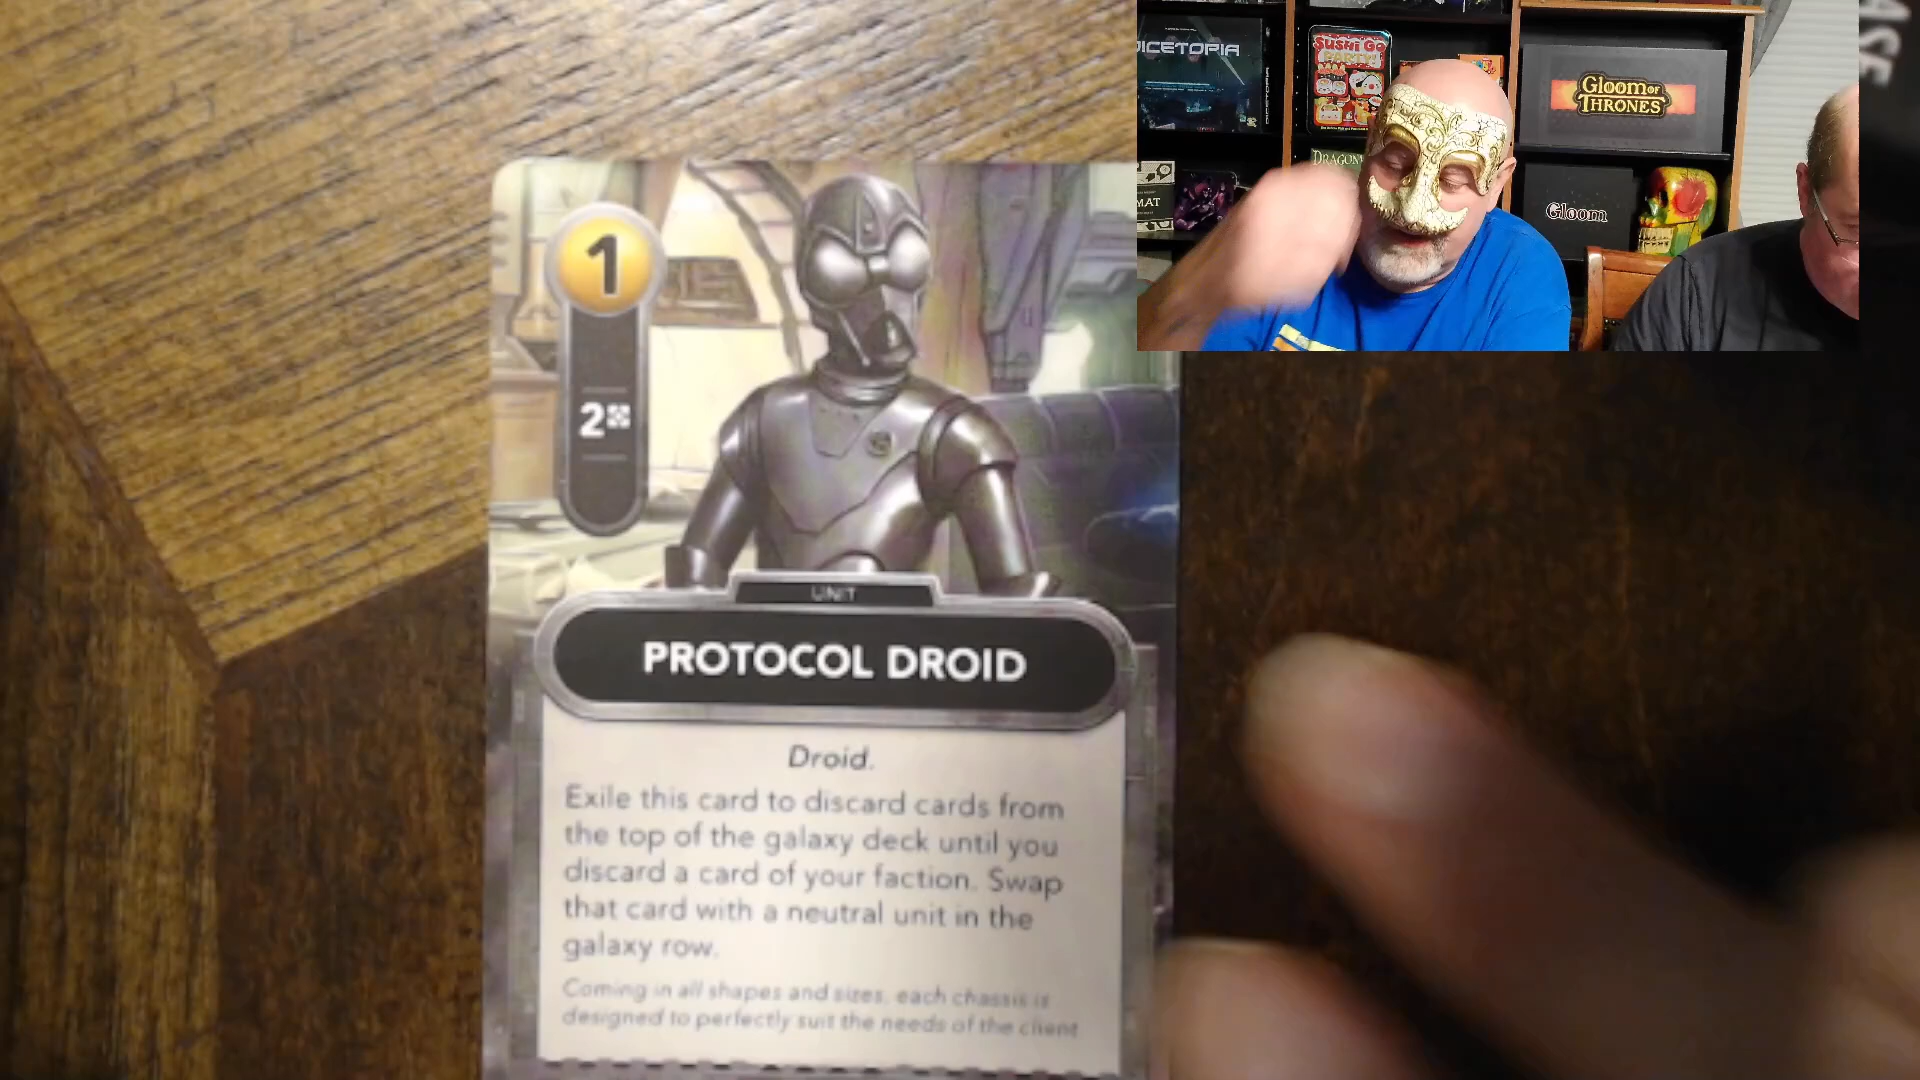 1
2
UNIT
PROTOCOL DROID
Droid.
Exile this card to discard cards from
the top of the galaxy deck until you
discard a card of your faction. Swap
that card with a neutral unit in the
galaxy row.
Coming in all shapes and sizes, each chassis is
designed to perfectly suit the needs of the client
DICETOPIA
SUSHI GO
PARTY!
Gloom OF
THRONES
DRAGON
MAT
Gloom
DICETOPIA
ASE